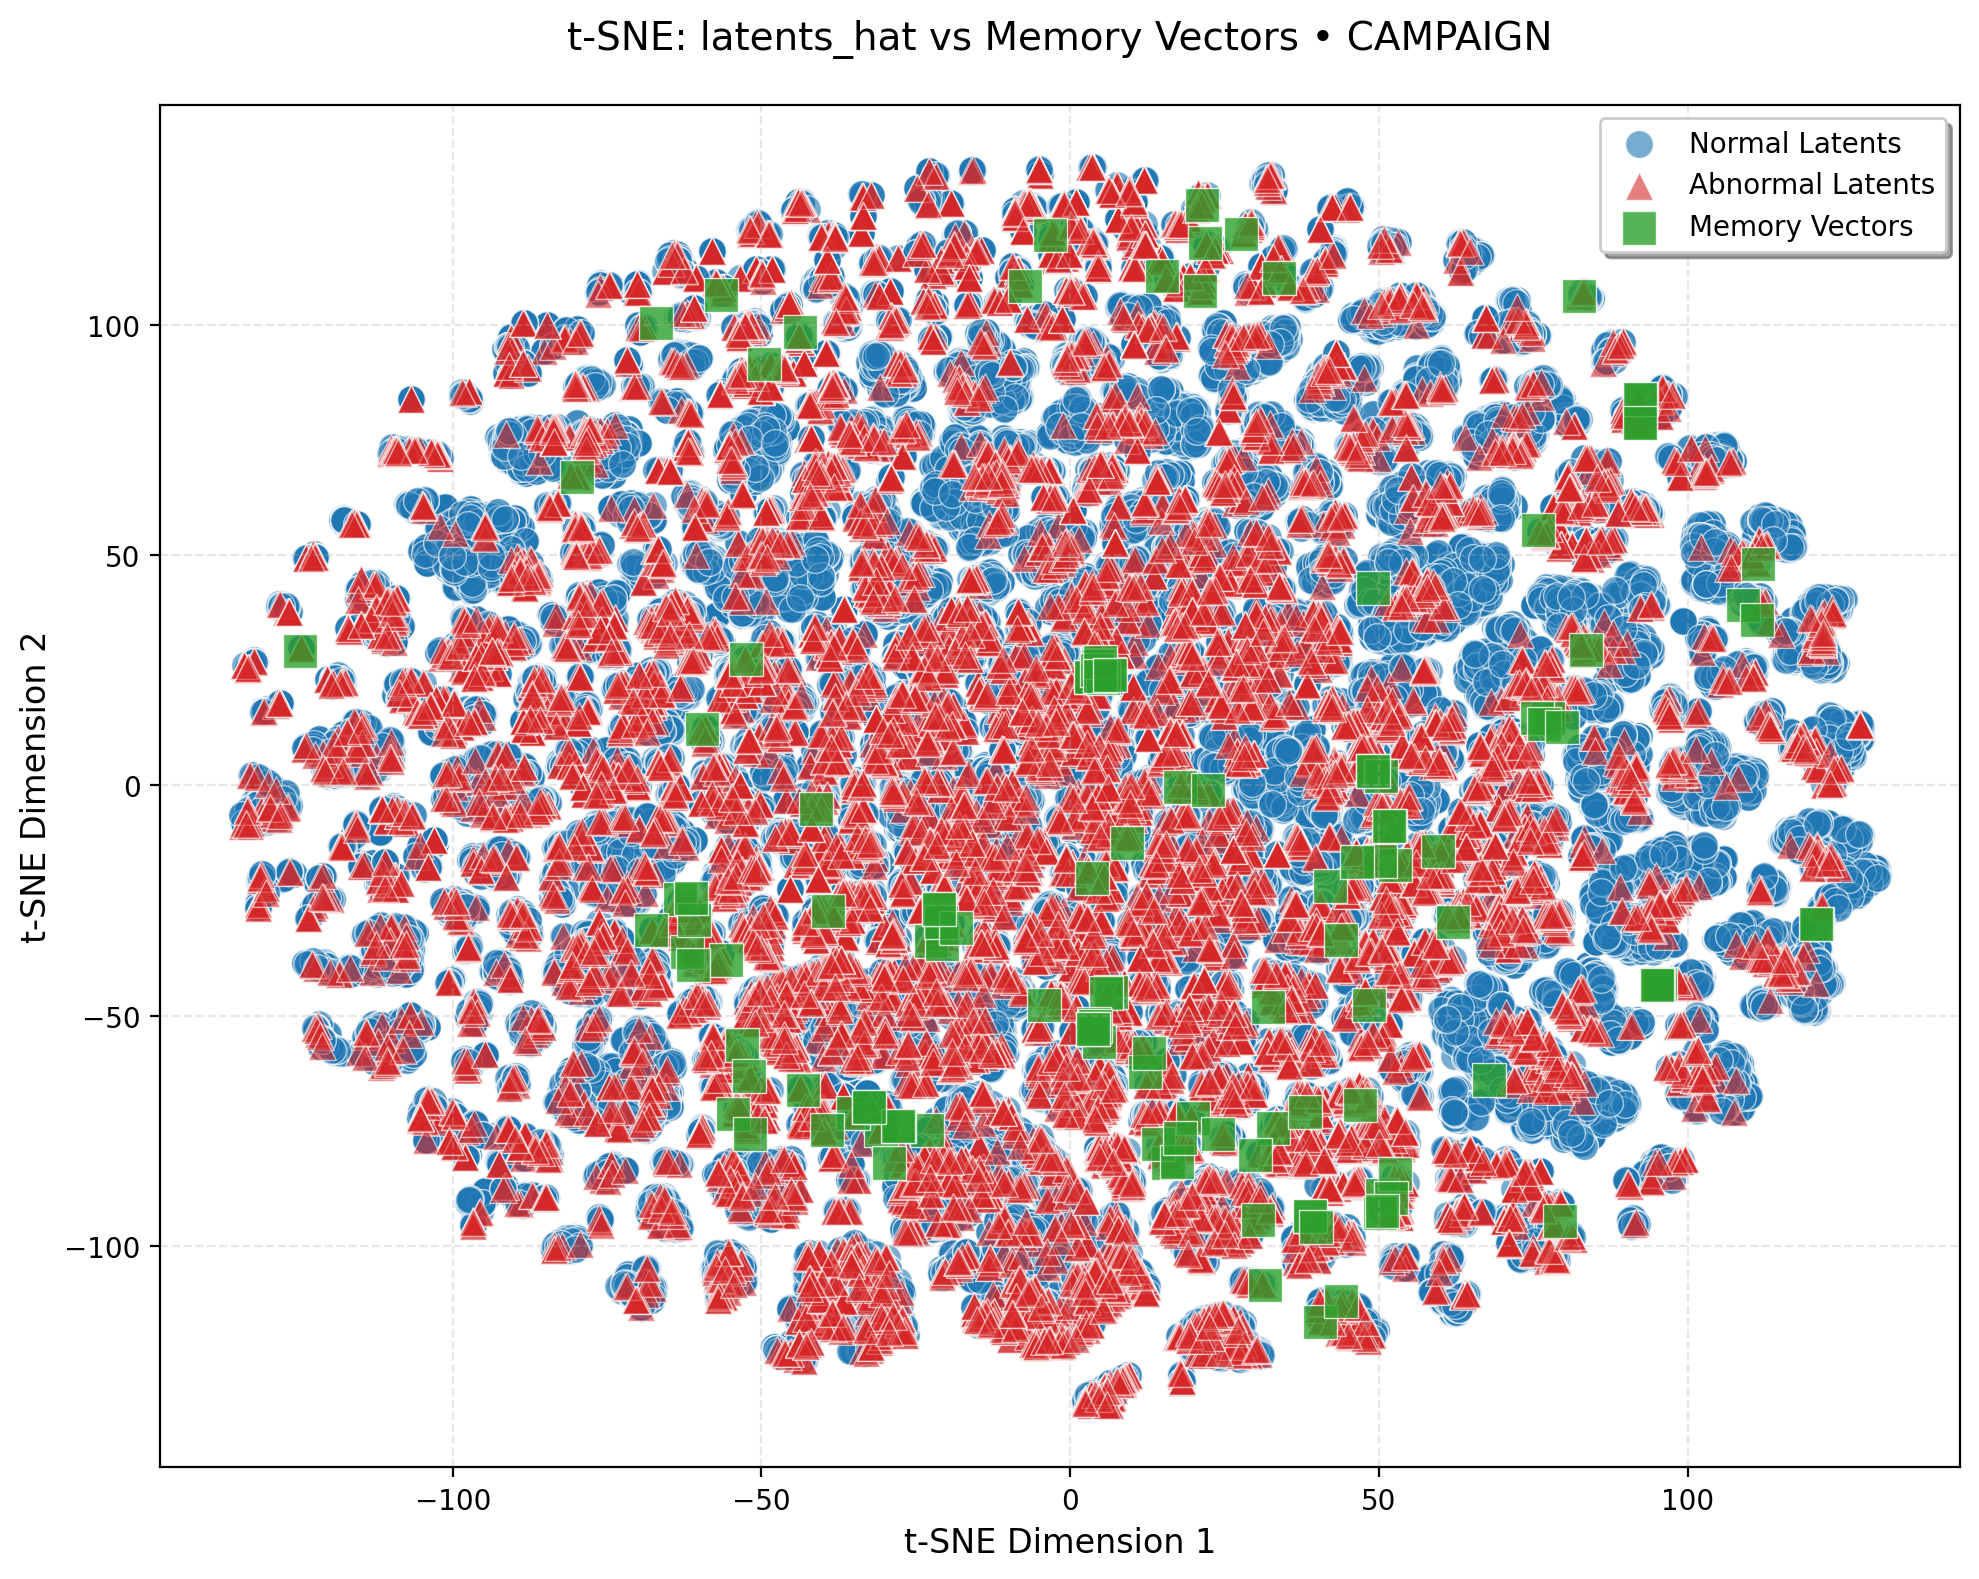 t-SNE: latents_hat vs Memory Vectors • CAMPAIGN
Normal Latents
Abnormal Latents
Memory Vectors
t-SNE Dimension 2
100
50
0
−50
−100
−100
−50
0
50
100
t-SNE Dimension 1